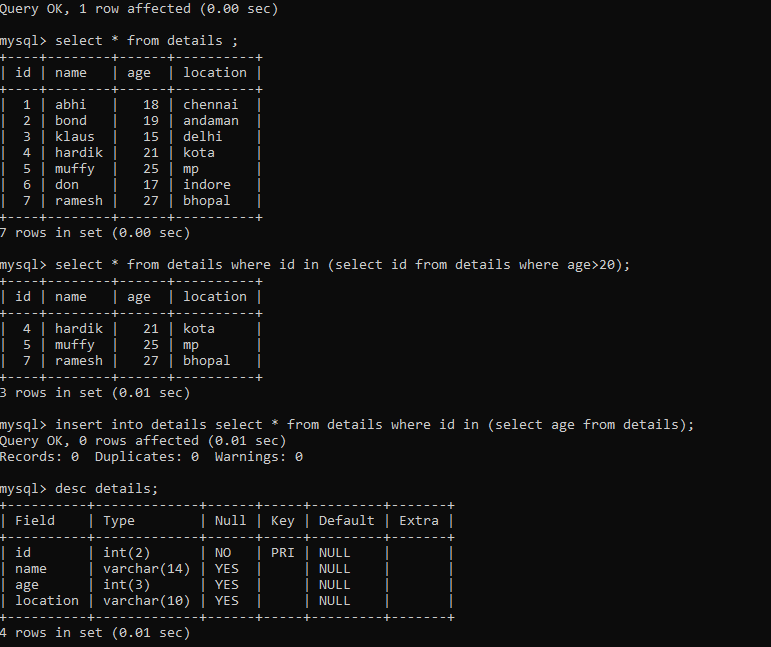 Query OK, 1 row affected (0.00 sec)
mysql> select * from details ;
+----+--------+------+----------+
| id | name   | age  | location |
+----+--------+------+----------+
|  1 | abhi   |   18 | chennai  |
|  2 | bond   |   19 | andaman  |
|  3 | klaus  |   15 | delhi    |
|  4 | hardik |   21 | kota     |
|  5 | muffy  |   25 | mp       |
|  6 | don    |   17 | indore   |
|  7 | ramesh |   27 | bhopal   |
+----+--------+------+----------+
7 rows in set (0.00 sec)
mysql> select * from details where id in (select id from details where age>20);
+----+--------+------+----------+
| id | name   | age  | location |
+----+--------+------+----------+
|  4 | hardik |   21 | kota     |
|  5 | muffy  |   25 | mp       |
|  7 | ramesh |   27 | bhopal   |
+----+--------+------+----------+
3 rows in set (0.01 sec)
mysql> insert into details select * from details where id in (select age from details);
Query OK, 0 rows affected (0.01 sec)
Records: 0  Duplicates: 0  Warnings: 0
mysql> desc details;
+----------+-------------+------+-----+---------+-------+
| Field    | Type        | Null | Key | Default | Extra |
+----------+-------------+------+-----+---------+-------+
| id       | int(2)      | NO   | PRI | NULL    |       |
| name     | varchar(14) | YES  |     | NULL    |       |
| age      | int(3)      | YES  |     | NULL    |       |
| location | varchar(10) | YES  |     | NULL    |       |
+----------+-------------+------+-----+---------+-------+
4 rows in set (0.01 sec)